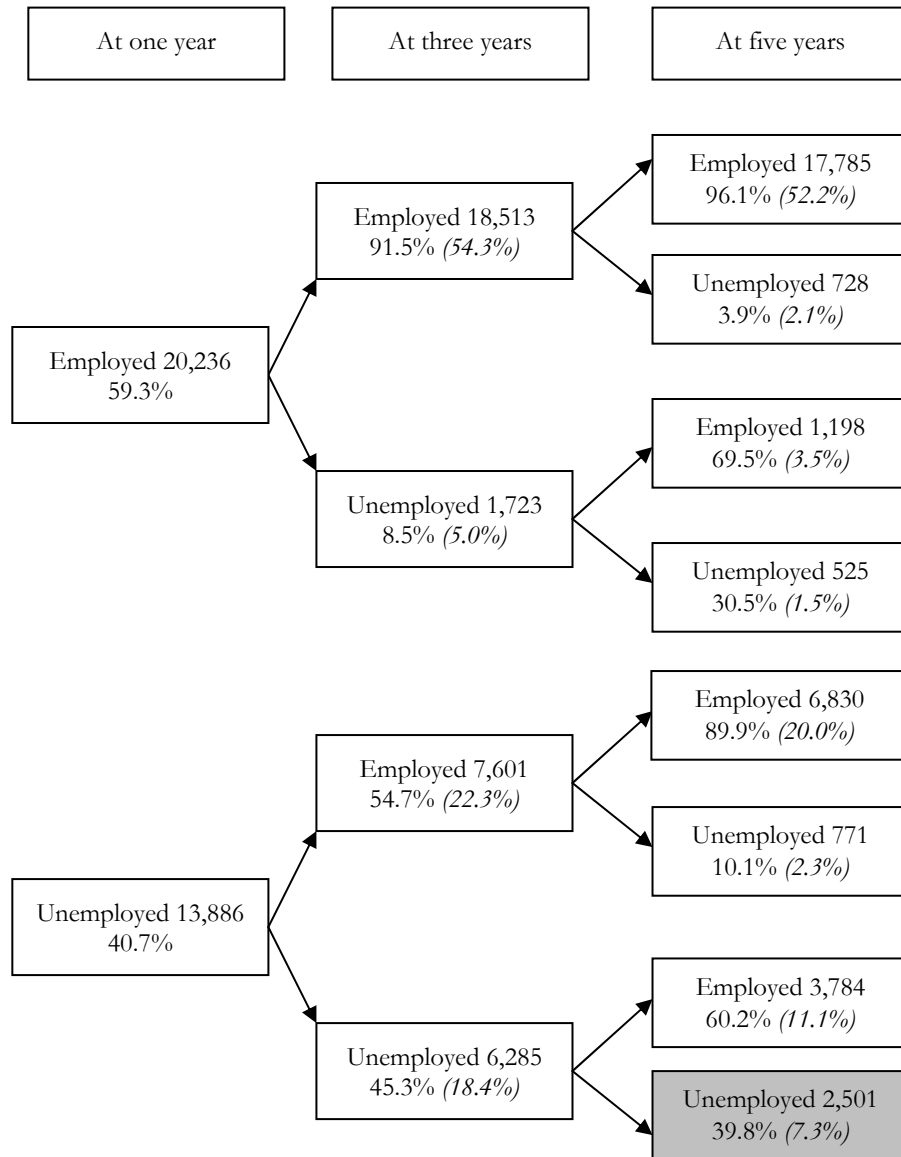 At one year
At three years
At five years
Employed 17,785
96.1% (52.2%)
Employed 18,513
91.5% (54.3%)
Unemployed 728
3.9% (2.1%)
Employed 20,236
59.3%
Employed 1,198
69.5% (3.5%)
Unemployed 1,723
8.5% (5.0%)
Unemployed 525
30.5% (1.5%)
Employed 6,830
89.9% (20.0%)
Employed 7,601
54.7% (22.3%)
Unemployed 771
10.1% (2.3%)
Unemployed 13,886
40.7%
Employed 3,784
60.2% (11.1%)
Unemployed 6,285
45.3% (18.4%)
Unemployed 2,501
39.8% (7.3%)